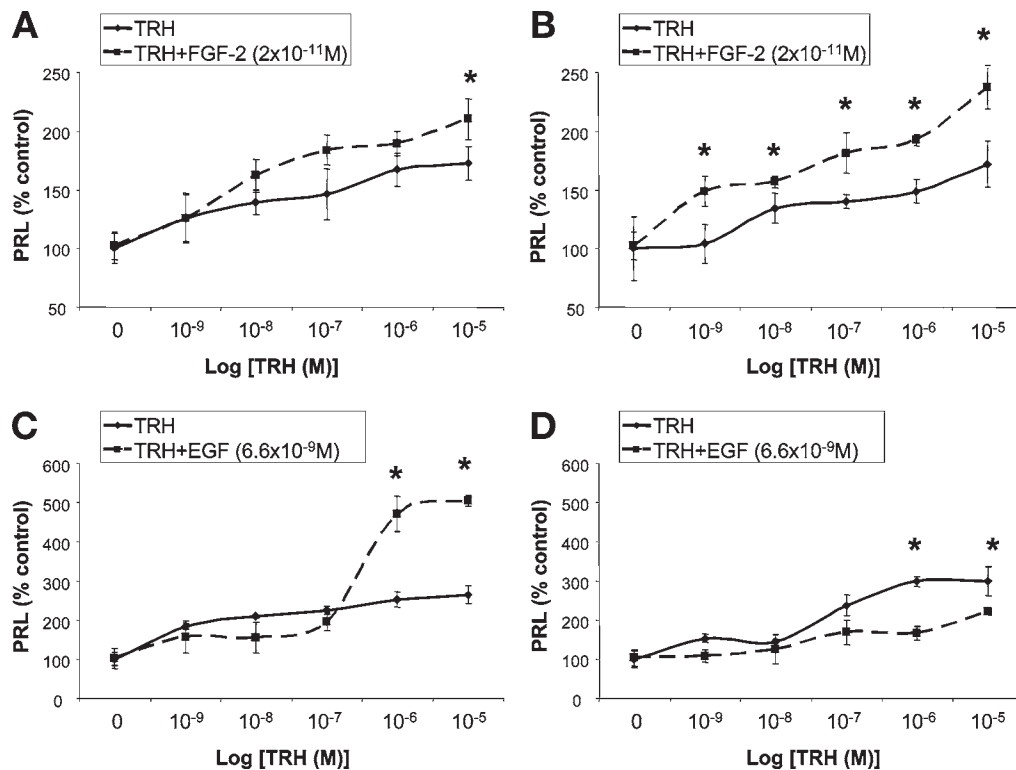 A
TRH
TRH+FGF-2 (2x10⁻¹¹M)
*
250
200
150
100
50
PRL (% control)
0 10⁻⁹ 10⁻⁸ 10⁻⁷ 10⁻⁶ 10⁻⁵
Log [TRH (M)]
B
TRH
TRH+FGF-2 (2x10⁻¹¹M)
* * * * *
250
200
150
100
50
PRL (% control)
0 10⁻⁹ 10⁻⁸ 10⁻⁷ 10⁻⁶ 10⁻⁵
Log [TRH (M)]
C
TRH
TRH+EGF (6.6x10⁻⁹M)
* *
600
500
400
300
200
100
0
PRL (% control)
0 10⁻⁹ 10⁻⁸ 10⁻⁷ 10⁻⁶ 10⁻⁵
Log [TRH (M)]
D
TRH
TRH+EGF (6.6x10⁻⁹M)
* *
600
500
400
300
200
100
0
PRL (% control)
0 10⁻⁹ 10⁻⁸ 10⁻⁷ 10⁻⁶ 10⁻⁵
Log [TRH (M)]